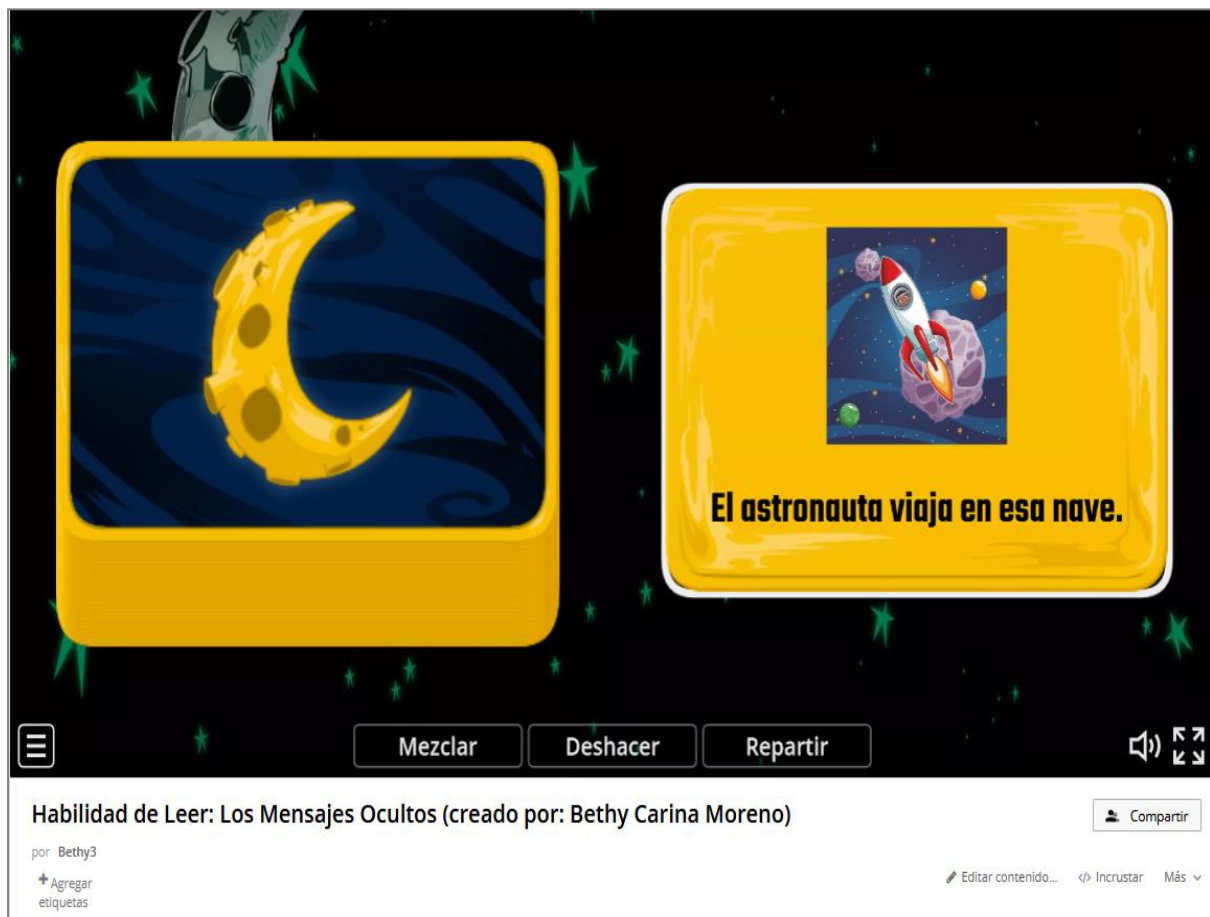 El astronauta viaja en esa nave.
Mezclar
Deshacer
Repartir
Habilidad de Leer: Los Mensajes Ocultos (creado por: Bethy Carina Moreno)
Compartir
por Bethy3
+ Agregar
etiquetas
Editar contenido...
</> Incrustar
Más